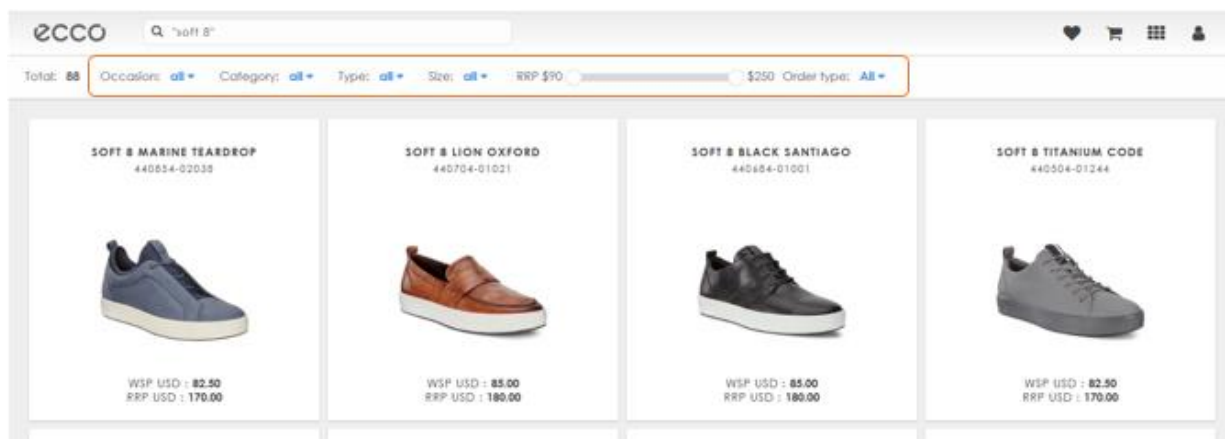 ecco
"soft 8"
Total: 88 Occasion: all Category: all Type: all Size: all RRP $90 $250 Order type: All
SOFT 8 MARINE TEARDROP
440854-02038
SOFT 8 LION OXFORD
440704-01021
SOFT 8 BLACK SANTIAGO
440684-01001
SOFT 8 TITANIUM CODE
440504-01244
WSP USD : 82.50
RRP USD : 170.00
WSP USD : 85.00
RRP USD : 180.00
WSP USD : 85.00
RRP USD : 180.00
WSP USD : 82.50
RRP USD : 170.00